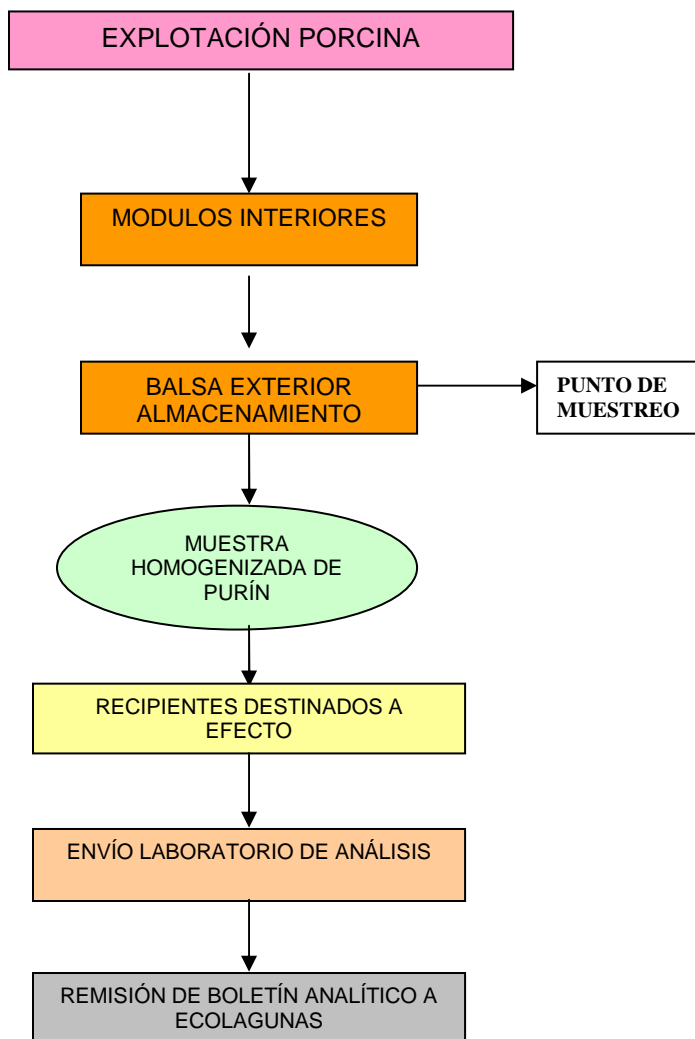 EXPLOTACIÓN PORCINA
MODULOS INTERIORES
BALSA EXTERIOR
ALMACENAMIENTO
PUNTO DE
MUESTREO
MUESTRA
HOMOGENIZADA DE
PURÍN
RECIPIENTES DESTINADOS A
EFECTO
ENVÍO LABORATORIO DE ANÁLISIS
REMISIÓN DE BOLETÍN ANALÍTICO A
ECOLAGUNAS